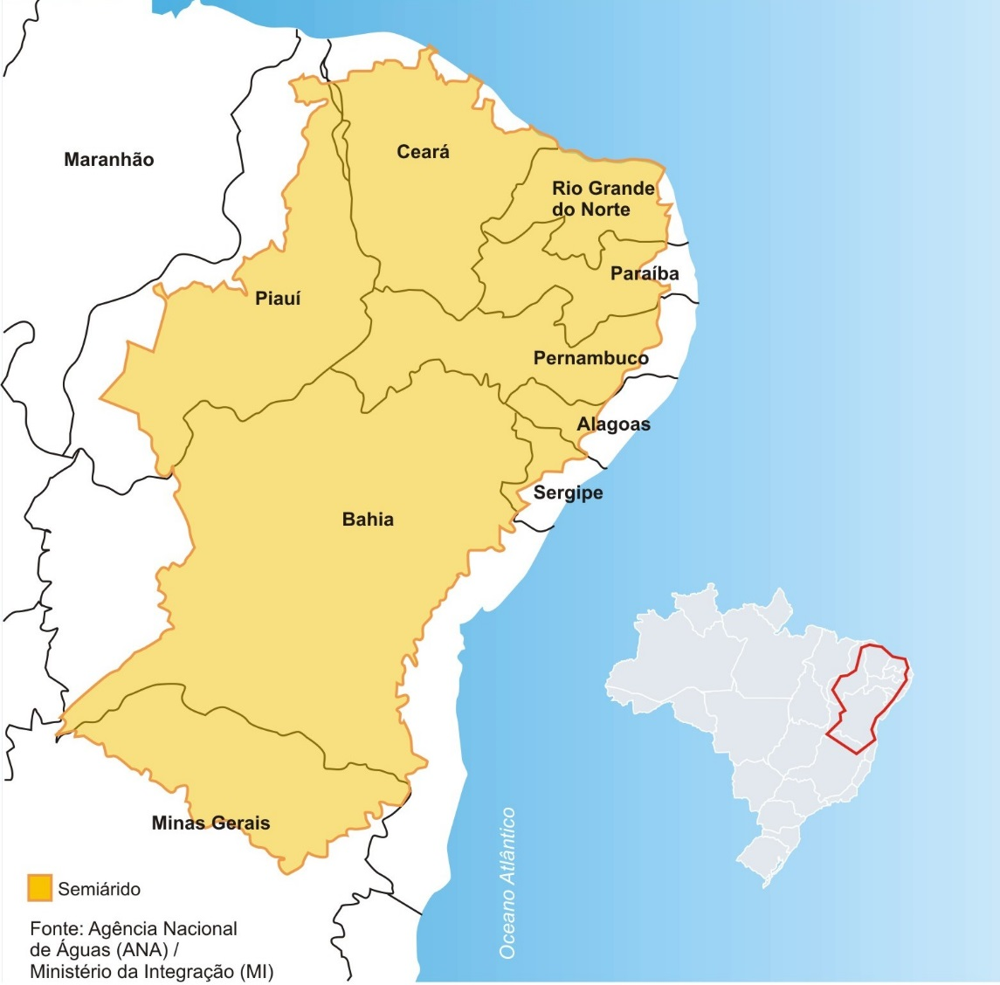 Maranhão
Ceará
Rio Grande
do Norte
Paraíba
Piauí
Pernambuco
Alagoas
Sergipe
Bahia
Minas Gerais
Oceano Atlântico
Semiárido
Fonte: Agência Nacional
de Águas (ANA) /
Ministério da Integração (MI)